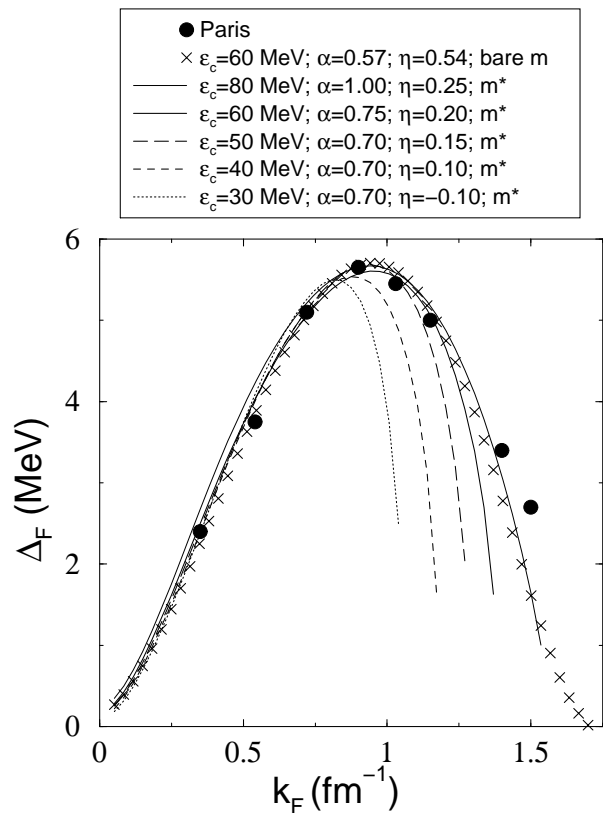 Paris
ε_c=60 MeV; α=0.57; η=0.54; bare m
ε_c=80 MeV; α=1.00; η=0.25; m*
ε_c=60 MeV; α=0.75; η=0.20; m*
ε_c=50 MeV; α=0.70; η=0.15; m*
ε_c=40 MeV; α=0.70; η=0.10; m*
ε_c=30 MeV; α=0.70; η=−0.10; m*
6
4
2
0
Δ_F (MeV)
0 0.5 1 1.5
k_F (fm⁻¹)